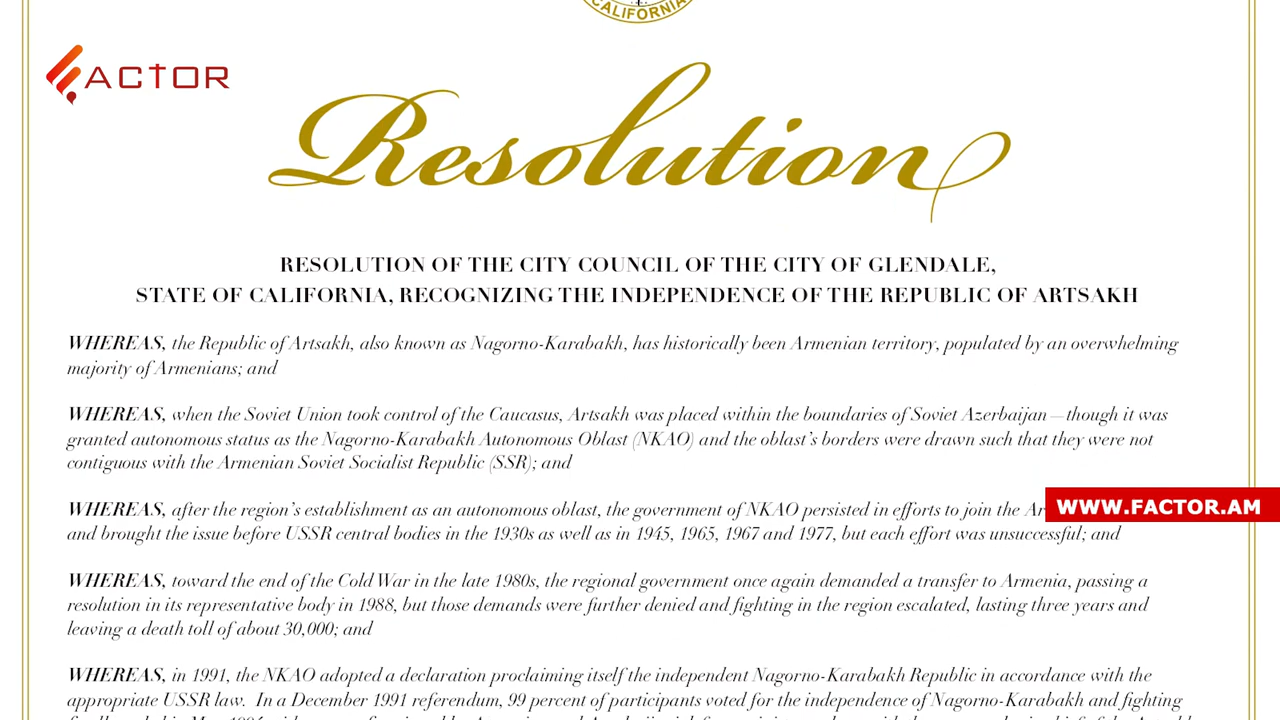 CALIFORNIA
ACTOR
Resolution
RESOLUTION OF THE CITY COUNCIL OF THE CITY OF GLENDALE,
STATE OF CALIFORNIA, RECOGNIZING THE INDEPENDENCE OF THE REPUBLIC OF ARTSAKH
WHEREAS, the Republic of Artsakh, also known as Nagorno-Karabakh, has historically been Armenian territory, populated by an overwhelming
majority of Armenians; and
WHEREAS, when the Soviet Union took control of the Caucasus, Artsakh was placed within the boundaries of Soviet Azerbaijan—though it was
granted autonomous status as the Nagorno-Karabakh Autonomous Oblast (NKAO) and the oblast's borders were drawn such that they were not
contiguous with the Armenian Soviet Socialist Republic (SSR); and
WHEREAS, after the region's establishment as an autonomous oblast, the government of NKAO persisted in efforts to join the
WWW.FACTOR.AM
and brought the issue before USSR central bodies in the 1930s as well as in 1945, 1965, 1967 and 1977, but each effort was unsuccessful; and
WHEREAS, toward the end of the Cold War in the late 1980s, the regional government once again demanded a transfer to Armenia, passing a
resolution in its representative body in 1988, but those demands were further denied and fighting in the region escalated, lasting three years and
leaving a death toll of about 30,000; and
WHEREAS, in 1991, the NKAO adopted a declaration proclaiming itself the independent Nagorno-Karabakh Republic in accordance with the
appropriate USSR law. In a December 1991 referendum, 99 percent of participants voted for the independence of Nagorno-Karabakh and fighting